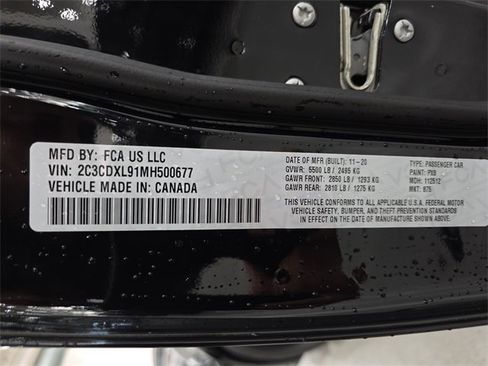 MFD BY: FCA US LLC
VIN: 2C3CDXL91MH500677
VEHICLE MADE IN: CANADA
DATE OF MFR (BUILT): 11-20
GVWR: 5500 LB / 2495 KG
GAWR FRONT: 2850 LB / 1293 KG
GAWR REAR: 2810 LB / 1275 KG
TYPE: PASSENGER CAR
PAINT: PX8
MDH: 112512
MKT: 876
THIS VEHICLE CONFORMS TO ALL APPLICABLE U.S.A. FEDERAL MOTOR
VEHICLE SAFETY, BUMPER, AND THEFT PREVENTION STANDARDS
IN EFFECT ON THE DATE OF MANUFACTURE SHOWN ABOVE.